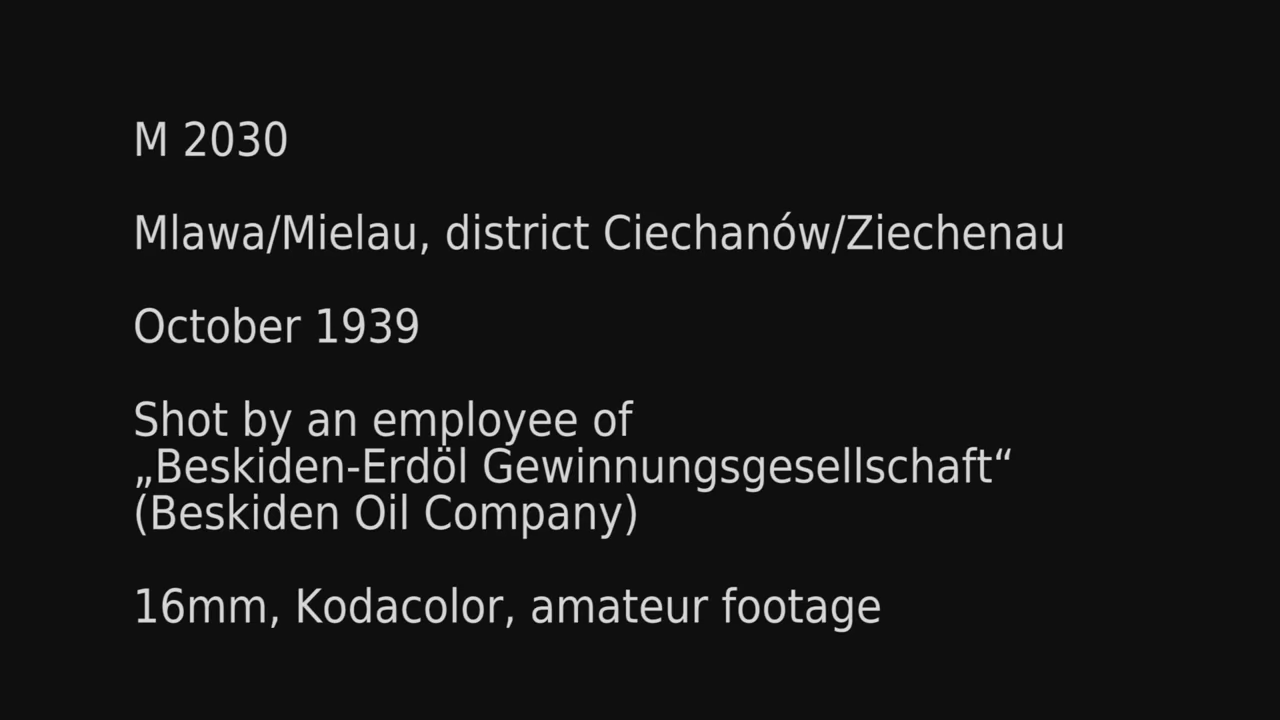 M 2030
Mlawa/Mielau, district Ciechanów/Ziechenau
October 1939
Shot by an employee of
„Beskiden-Erdöl Gewinnungsgesellschaft“
(Beskiden Oil Company)
16mm, Kodacolor, amateur footage